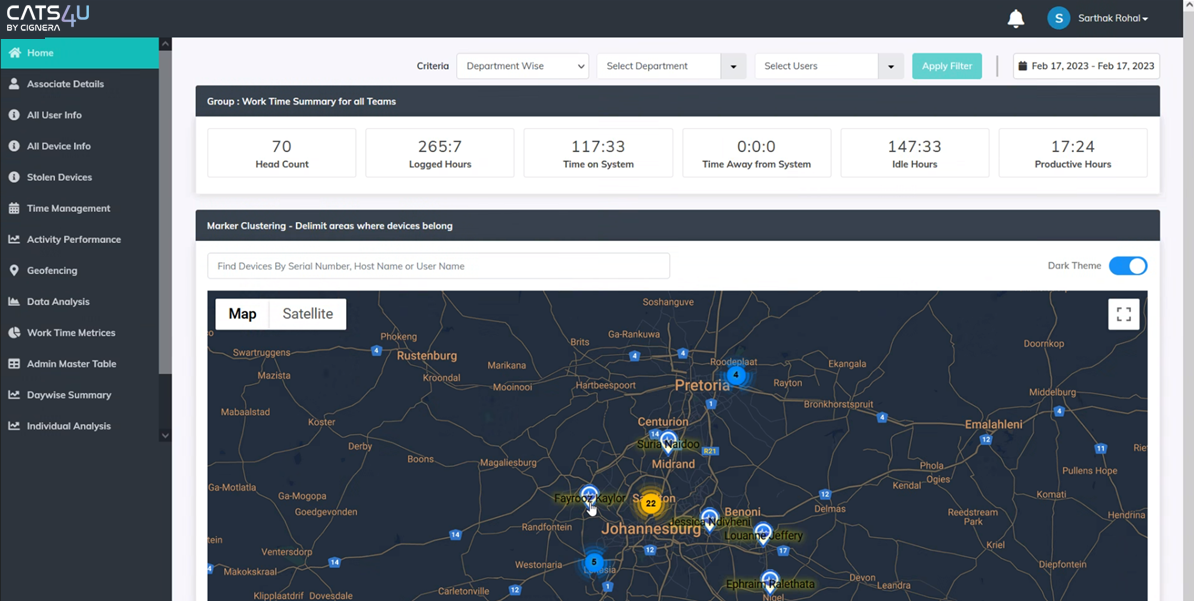 CATS4U
BY CIGNERA
S
Sarthak Rohal
Home
Associate Details
All User Info
All Device Info
Stolen Devices
Time Management
Activity Performance
Geofencing
Data Analysis
Work Time Metrices
Admin Master Table
Daywise Summary
Individual Analysis
Criteria
Department Wise
Select Department
Select Users
Apply Filter
Feb 17, 2023 - Feb 17, 2023
Group : Work Time Summary for all Teams
70
Head Count
265:7
Logged Hours
117:33
Time on System
0:0:0
Time Away from System
147:33
Idle Hours
17:24
Productive Hours
Marker Clustering - Delimit areas where devices belong
Find Devices By Serial Number, Host Name or User Name
Dark Theme
Map
Satellite
Soshanguve
Phokeng
Brits
Ga-Rankuwa
Doornkop
Swartruggens
4
Rustenburg
4
4
Roodeplaat
Ekangala
Marikana
Mazista
Kroondal
Mooinooi
Hartbeespoort
Pretoria
4
Rayton
Middelburg
Mabaalstad
1
Bronkhorstspruit
4
4
Koster
Centurion
Emalahleni
14
Suria Naidoo
12
Derby
R21
11
Rie
Boons
Magaliesburg
Midrand
Phola
Pullens Hope
Ga-Motlatla
Kendal
Ogies
Ga-Mogopa
Fayrooz Kaylor
22
12
Komati
Goedgevonden
Delmas
Reedstream
Park
Hendrina
Randfontein
Jessica Ndivheni
Benoni
Johannesburg
Louanne Jeffery
14
tein
Ventersdorp
12
17
Kriel
14
Westonaria
5
Makokskraal
Diepfontein
Ephraim Ralethata
Devon
Leandra
Klipplaatdrif
Dovesdale
Carletonville
12
1
Nigel